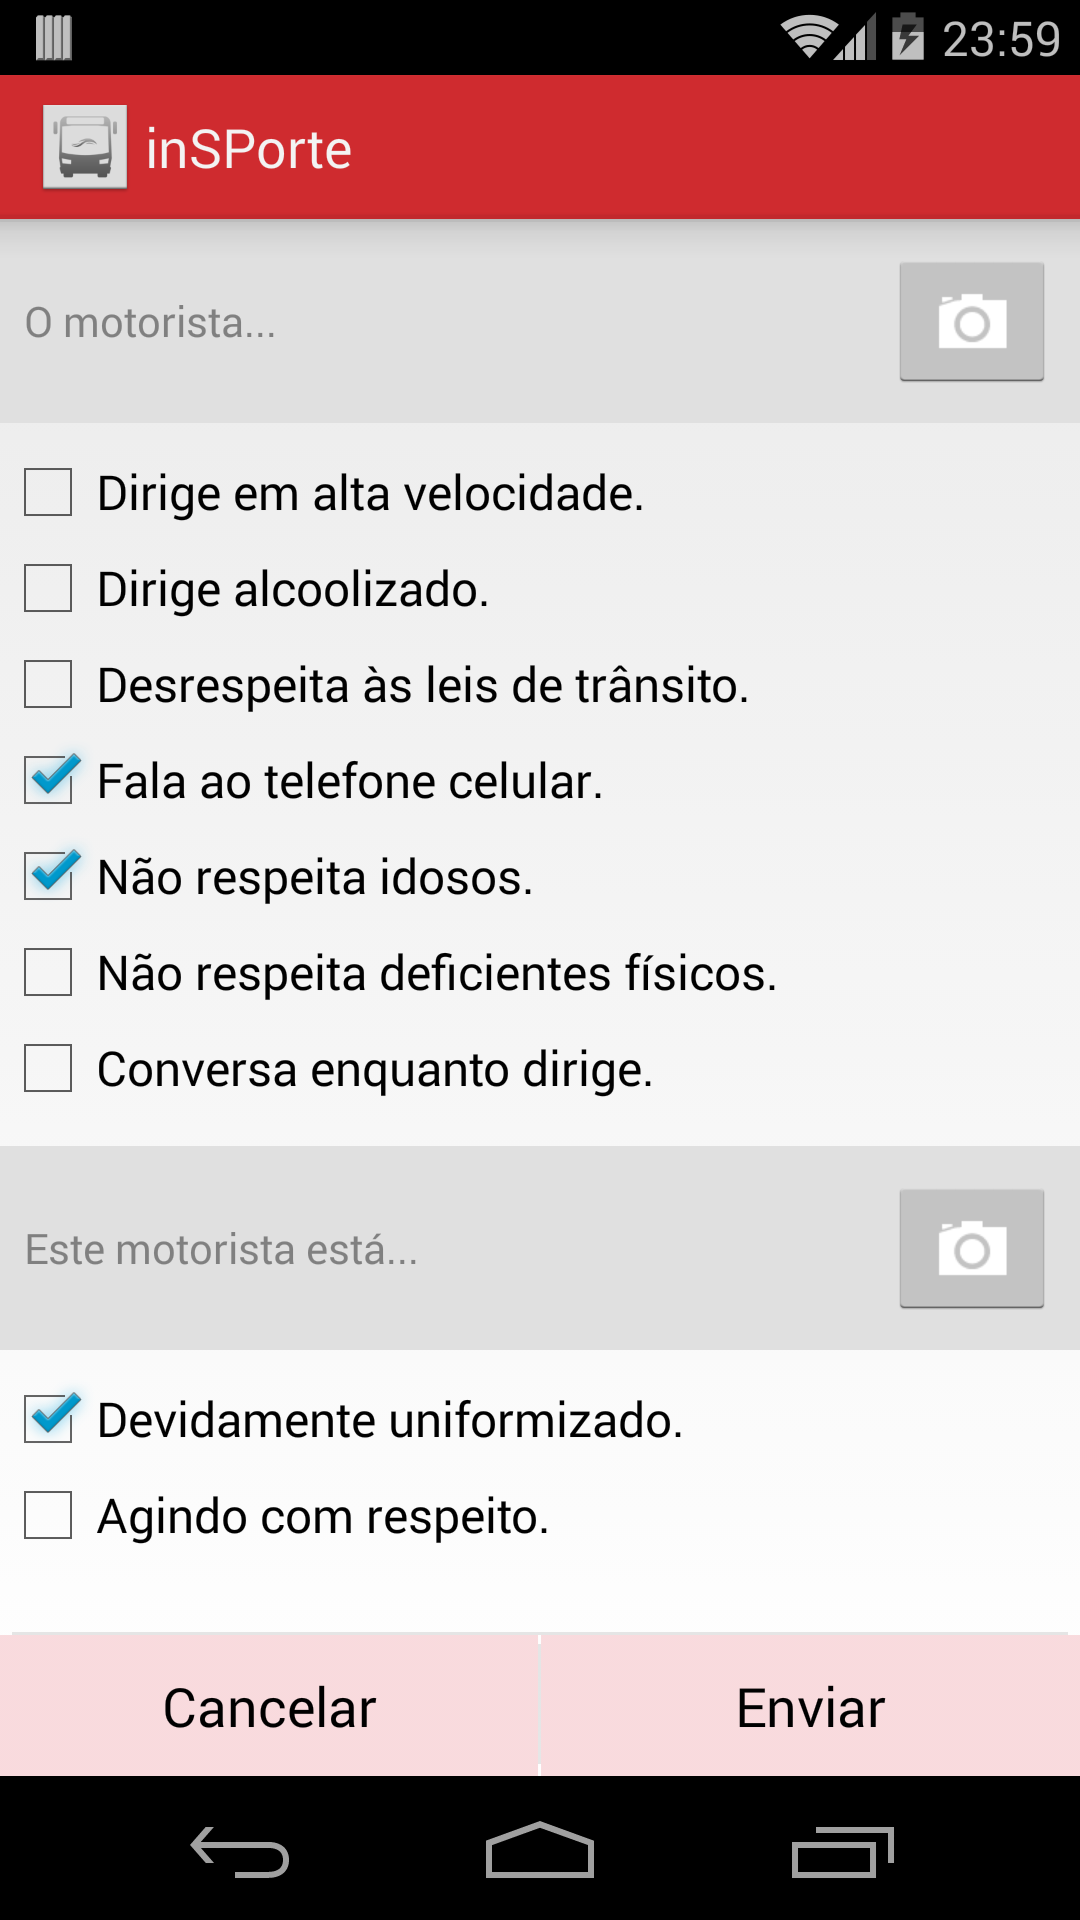 23:59
inSPorte
O motorista...
Dirige em alta velocidade.
Dirige alcoolizado.
Desrespeita às leis de trânsito.
Fala ao telefone celular.
Não respeita idosos.
Não respeita deficientes físicos.
Conversa enquanto dirige.
Este motorista está...
Devidamente uniformizado.
Agindo com respeito.
Cancelar
Enviar